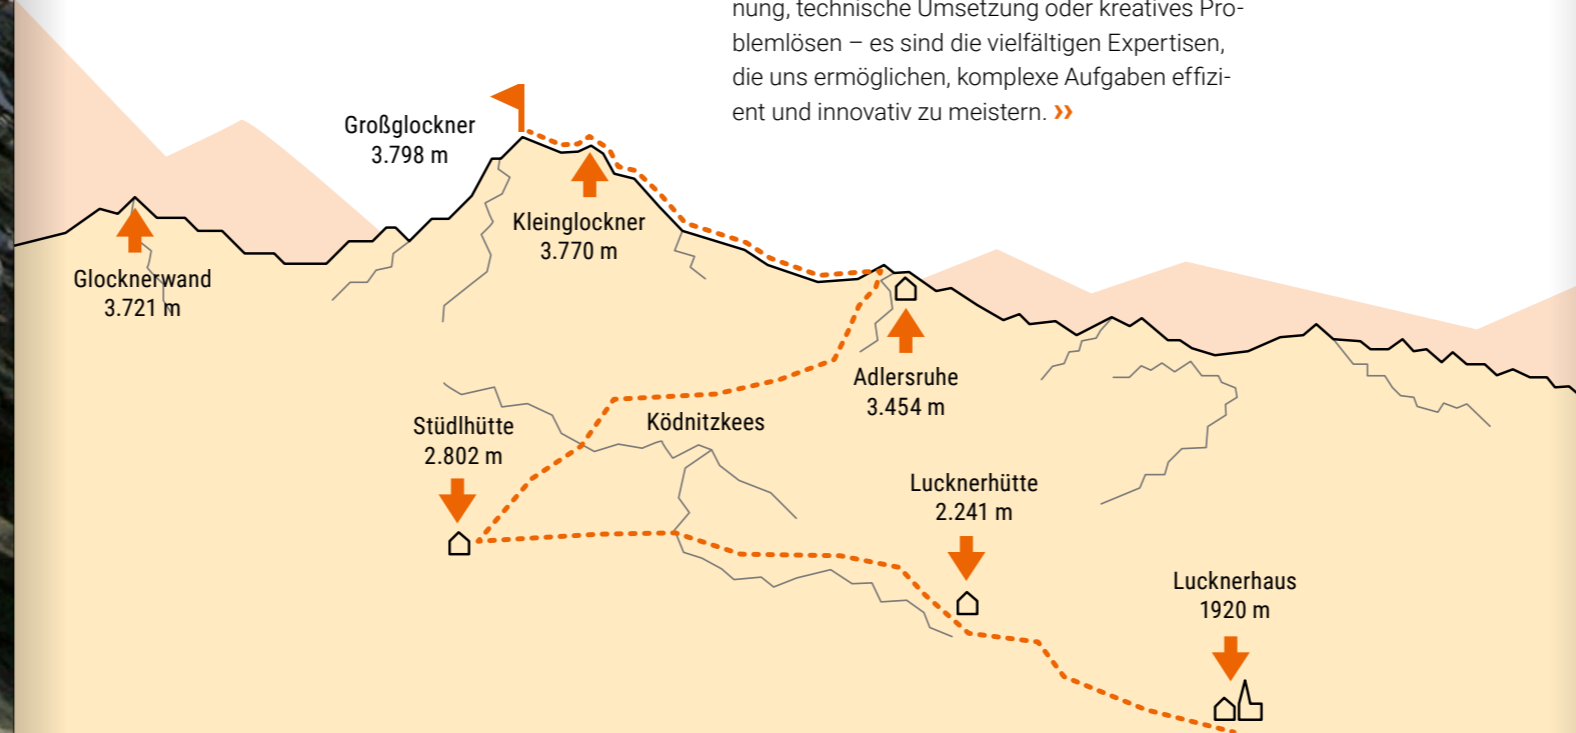 nung, technische Umsetzung oder kreatives Pro-
blemlösen – es sind die vielfältigen Expertisen,
die uns ermöglichen, komplexe Aufgaben effizi-
ent und innovativ zu meistern. ››
Großglockner
3.798 m
Kleinglockner
3.770 m
Glocknerwand
3.721 m
Adlersruhe
3.454 m
Stüdlhütte
2.802 m
Ködnitzkees
Lucknerhütte
2.241 m
Lucknerhaus
1920 m